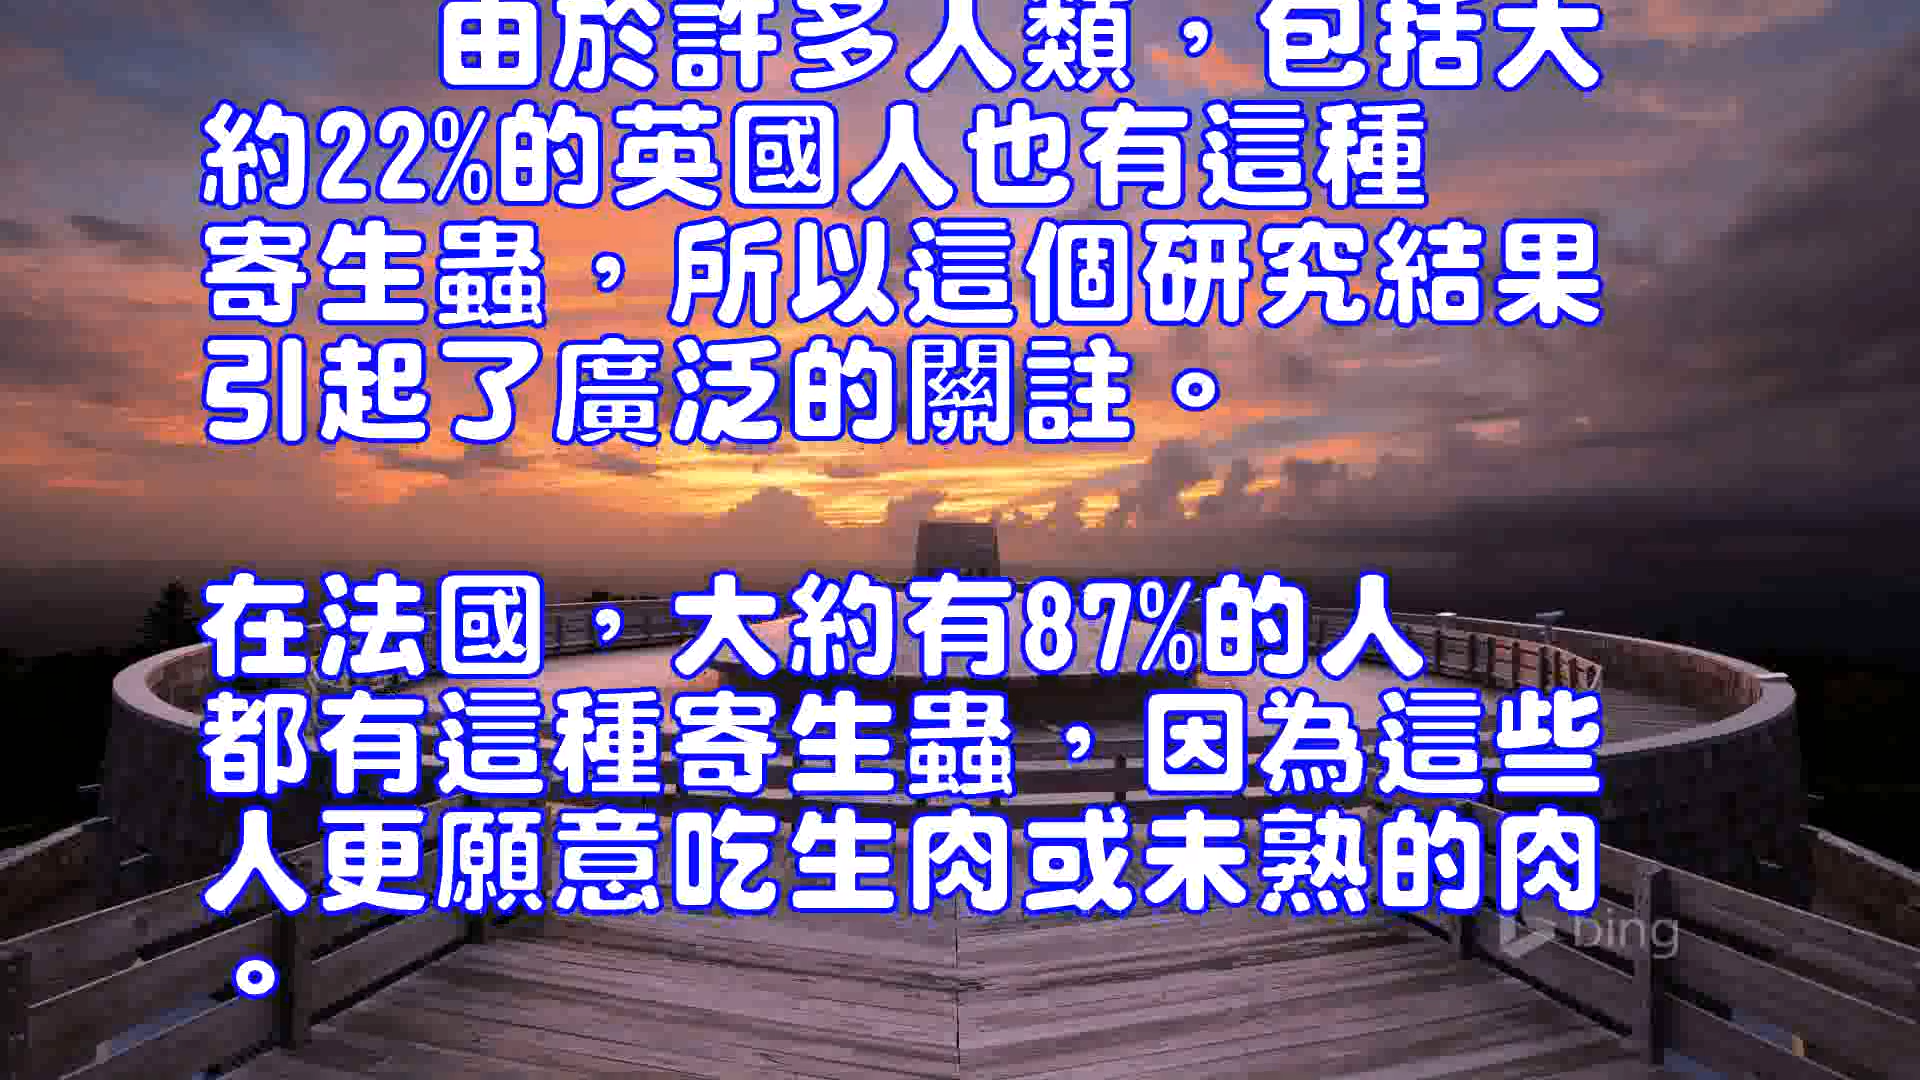 由於許多人類，包括大
約22%的英國人也有這種
寄生蟲，所以這個研究結果
引起了廣泛的關註。
在法國，大約有87%的人
都有這種寄生蟲，因為這些
人更願意吃生肉或未熟的肉
。
bing